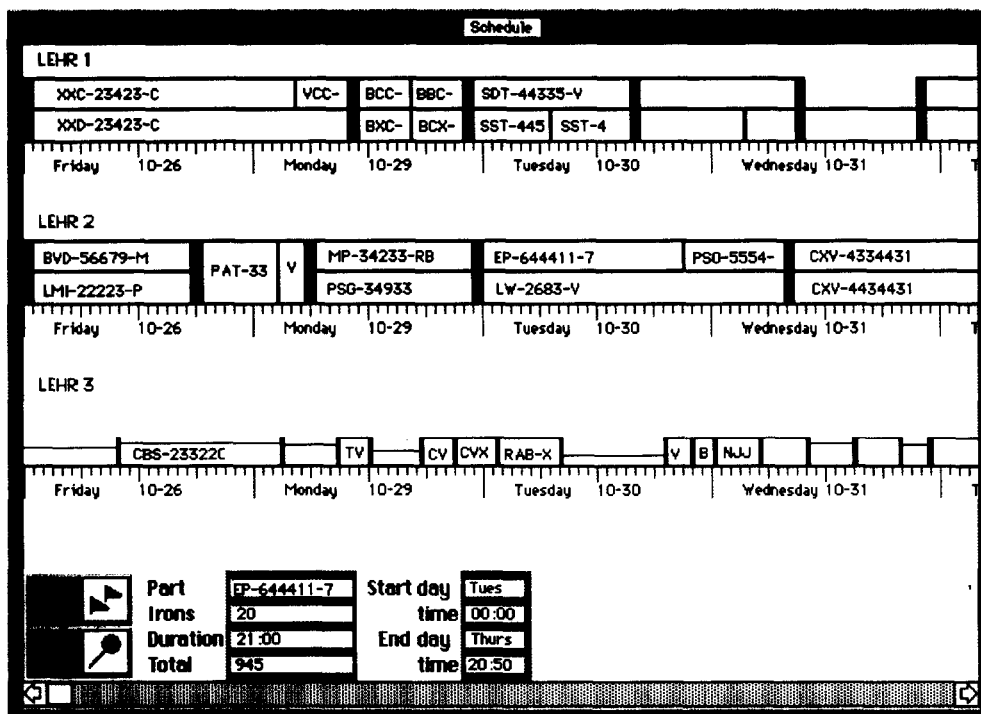 Schedule
LEHR 1
XXC-23423-C VCC- BCC- BBC- SDT-44335-V
XXD-23423-C BXC- BCX- SST-445 SST-4
Friday 10-26 Monday 10-29 Tuesday 10-30 Wednesday 10-31 T
LEHR 2
BVD-56679-M PAT-33 V MP-34233-RB EP-644411-7 PSO-5554- CXV-4334431
LMI-22223-P PSG-34933 LW-2683-V CXV-4434431
Friday 10-26 Monday 10-29 Tuesday 10-30 Wednesday 10-31 T
LEHR 3
CBS-23322C TV CV CVX RAB-X V B NJJ
Friday 10-26 Monday 10-29 Tuesday 10-30 Wednesday 10-31 T
Part EP-644411-7 Start day Tues
Irons 20 time 00:00
Duration 21:00 End day Thurs
Total 945 time 20:50